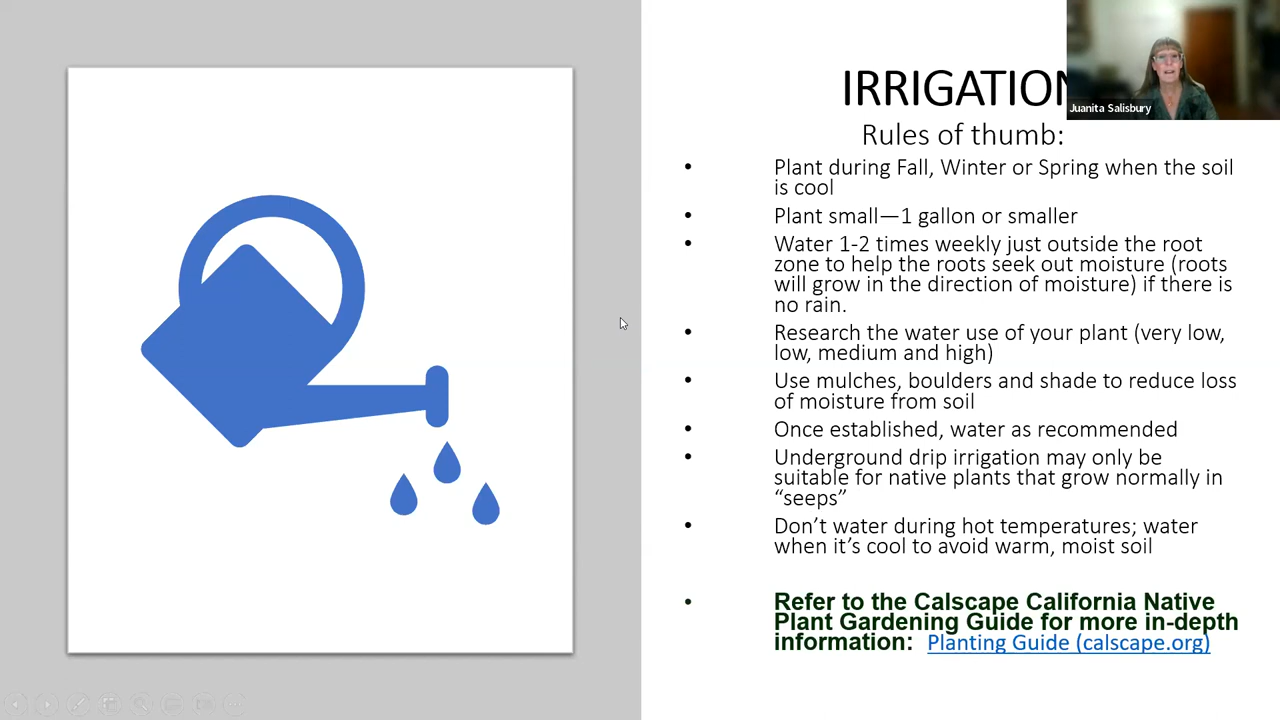 IRRIGATION
Juanita Salisbury
Rules of thumb:
• Plant during Fall, Winter or Spring when the soil
is cool
• Plant small—1 gallon or smaller
• Water 1-2 times weekly just outside the root
zone to help the roots seek out moisture (roots
will grow in the direction of moisture) if there is
no rain.
• Research the water use of your plant (very low,
low, medium and high)
• Use mulches, boulders and shade to reduce loss
of moisture from soil
• Once established, water as recommended
• Underground drip irrigation may only be
suitable for native plants that grow normally in
“seeps”
• Don’t water during hot temperatures; water
when it’s cool to avoid warm, moist soil
• Refer to the Calscape California Native
Plant Gardening Guide for more in-depth
information: Planting Guide (calscape.org)